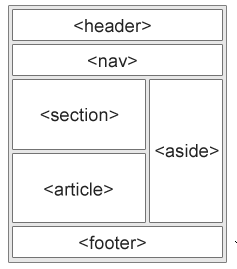 <header>
<nav>
<section>
<aside>
<article>
<footer>